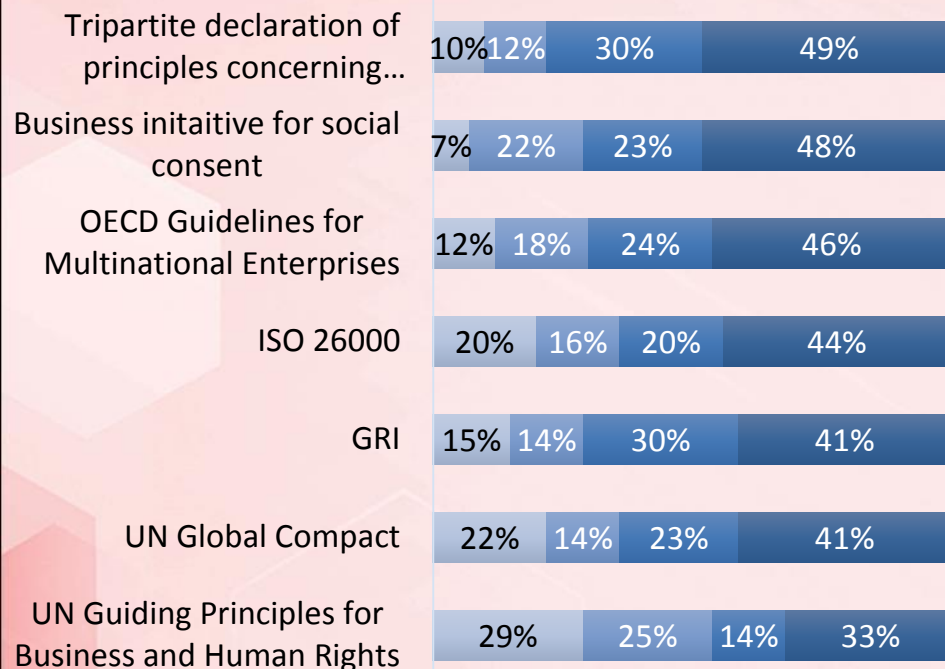 Tripartite declaration of
principles concerning...
10% 12% 30% 49%
Business initaitive for social
consent
7% 22% 23% 48%
OECD Guidelines for
Multinational Enterprises
12% 18% 24% 46%
ISO 26000
20% 16% 20% 44%
GRI
15% 14% 30% 41%
UN Global Compact
22% 14% 23% 41%
UN Guiding Principles for
Business and Human Rights
29% 25% 14% 33%